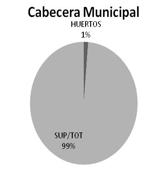 Cabecera Municipal
HUERTOS
1%
SUP/TOT
99%